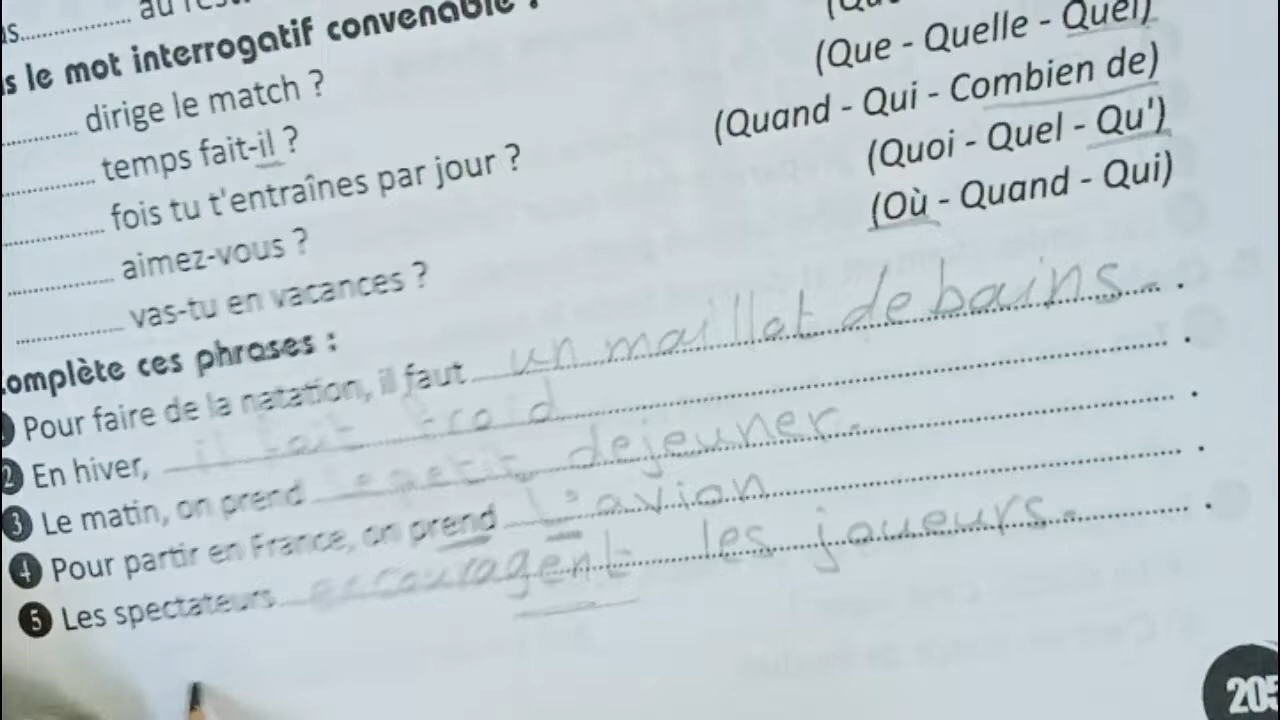 au
s le mot interrogatif convenable :
dirige le match ?
(Que - Quelle - Quel)
temps fait-il ?
(Quand - Qui - Combien de)
fois tu t'entraînes par jour ?
(Quoi - Quel - Qu')
aimez-vous ?
(Où - Quand - Qui)
vas-tu en vacances ?
omplète ces phrases :
Pour faire de la natation, il faut un maillot de bains.
2 En hiver, il fait froid
3 Le matin, on prend le petit dejeuner.
4 Pour partir en France, on prend l'avion
5 Les spectateurs encouragent les joueurs.
205